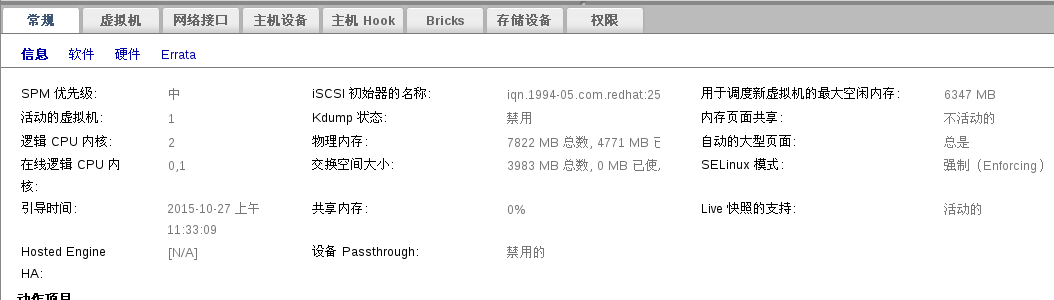 常规 虚拟机 网络接口 主机设备 主机 Hook Bricks 存储设备 权限
信息 软件 硬件 Errata
SPM 优先级: 中 iSCSI 初始器的名称: iqn.1994-05.com.redhat:25 用于调度新虚拟机的最大空闲内存: 6347 MB
活动的虚拟机: 1 Kdump 状态: 禁用 内存页面共享: 不活动的
逻辑 CPU 内核: 2 物理内存: 7822 MB 总数, 4771 MB 自动的大型页面: 总是
在线逻辑 CPU 内 0,1 交换空间大小: 3983 MB 总数, 0 MB 已使, SELinux 模式: 强制（Enforcing）
核:
引导时间: 2015-10-27 上午 共享内存: 0% Live 快照的支持: 活动的
11:33:09
Hosted Engine [N/A] 设备 Passthrough: 禁用的
HA:
动作项目